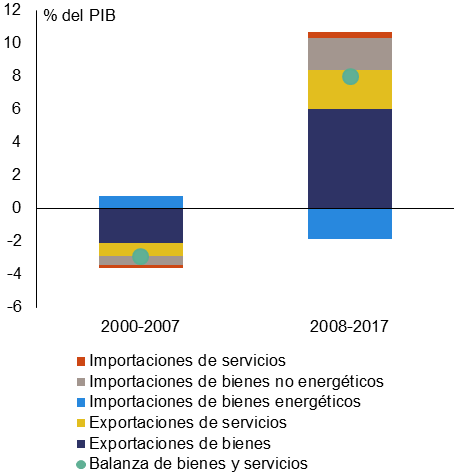 12
% del PIB
10
8
6
4
2
0
-2
-4
-6
2000-2007
2008-2017
Importaciones de servicios
Importaciones de bienes no energéticos
Importaciones de bienes energéticos
Exportaciones de servicios
Exportaciones de bienes
Balanza de bienes y servicios